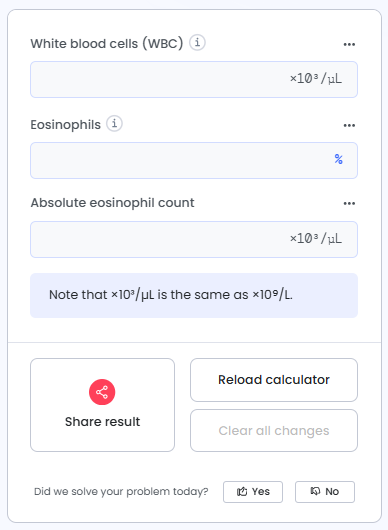 White blood cells (WBC) i
×10³/μL
Eosinophils i
%
Absolute eosinophil count
×10³/μL
Note that ×10³/μL is the same as ×10⁹/L.
Share result
Reload calculator
Clear all changes
Did we solve your problem today? Yes No